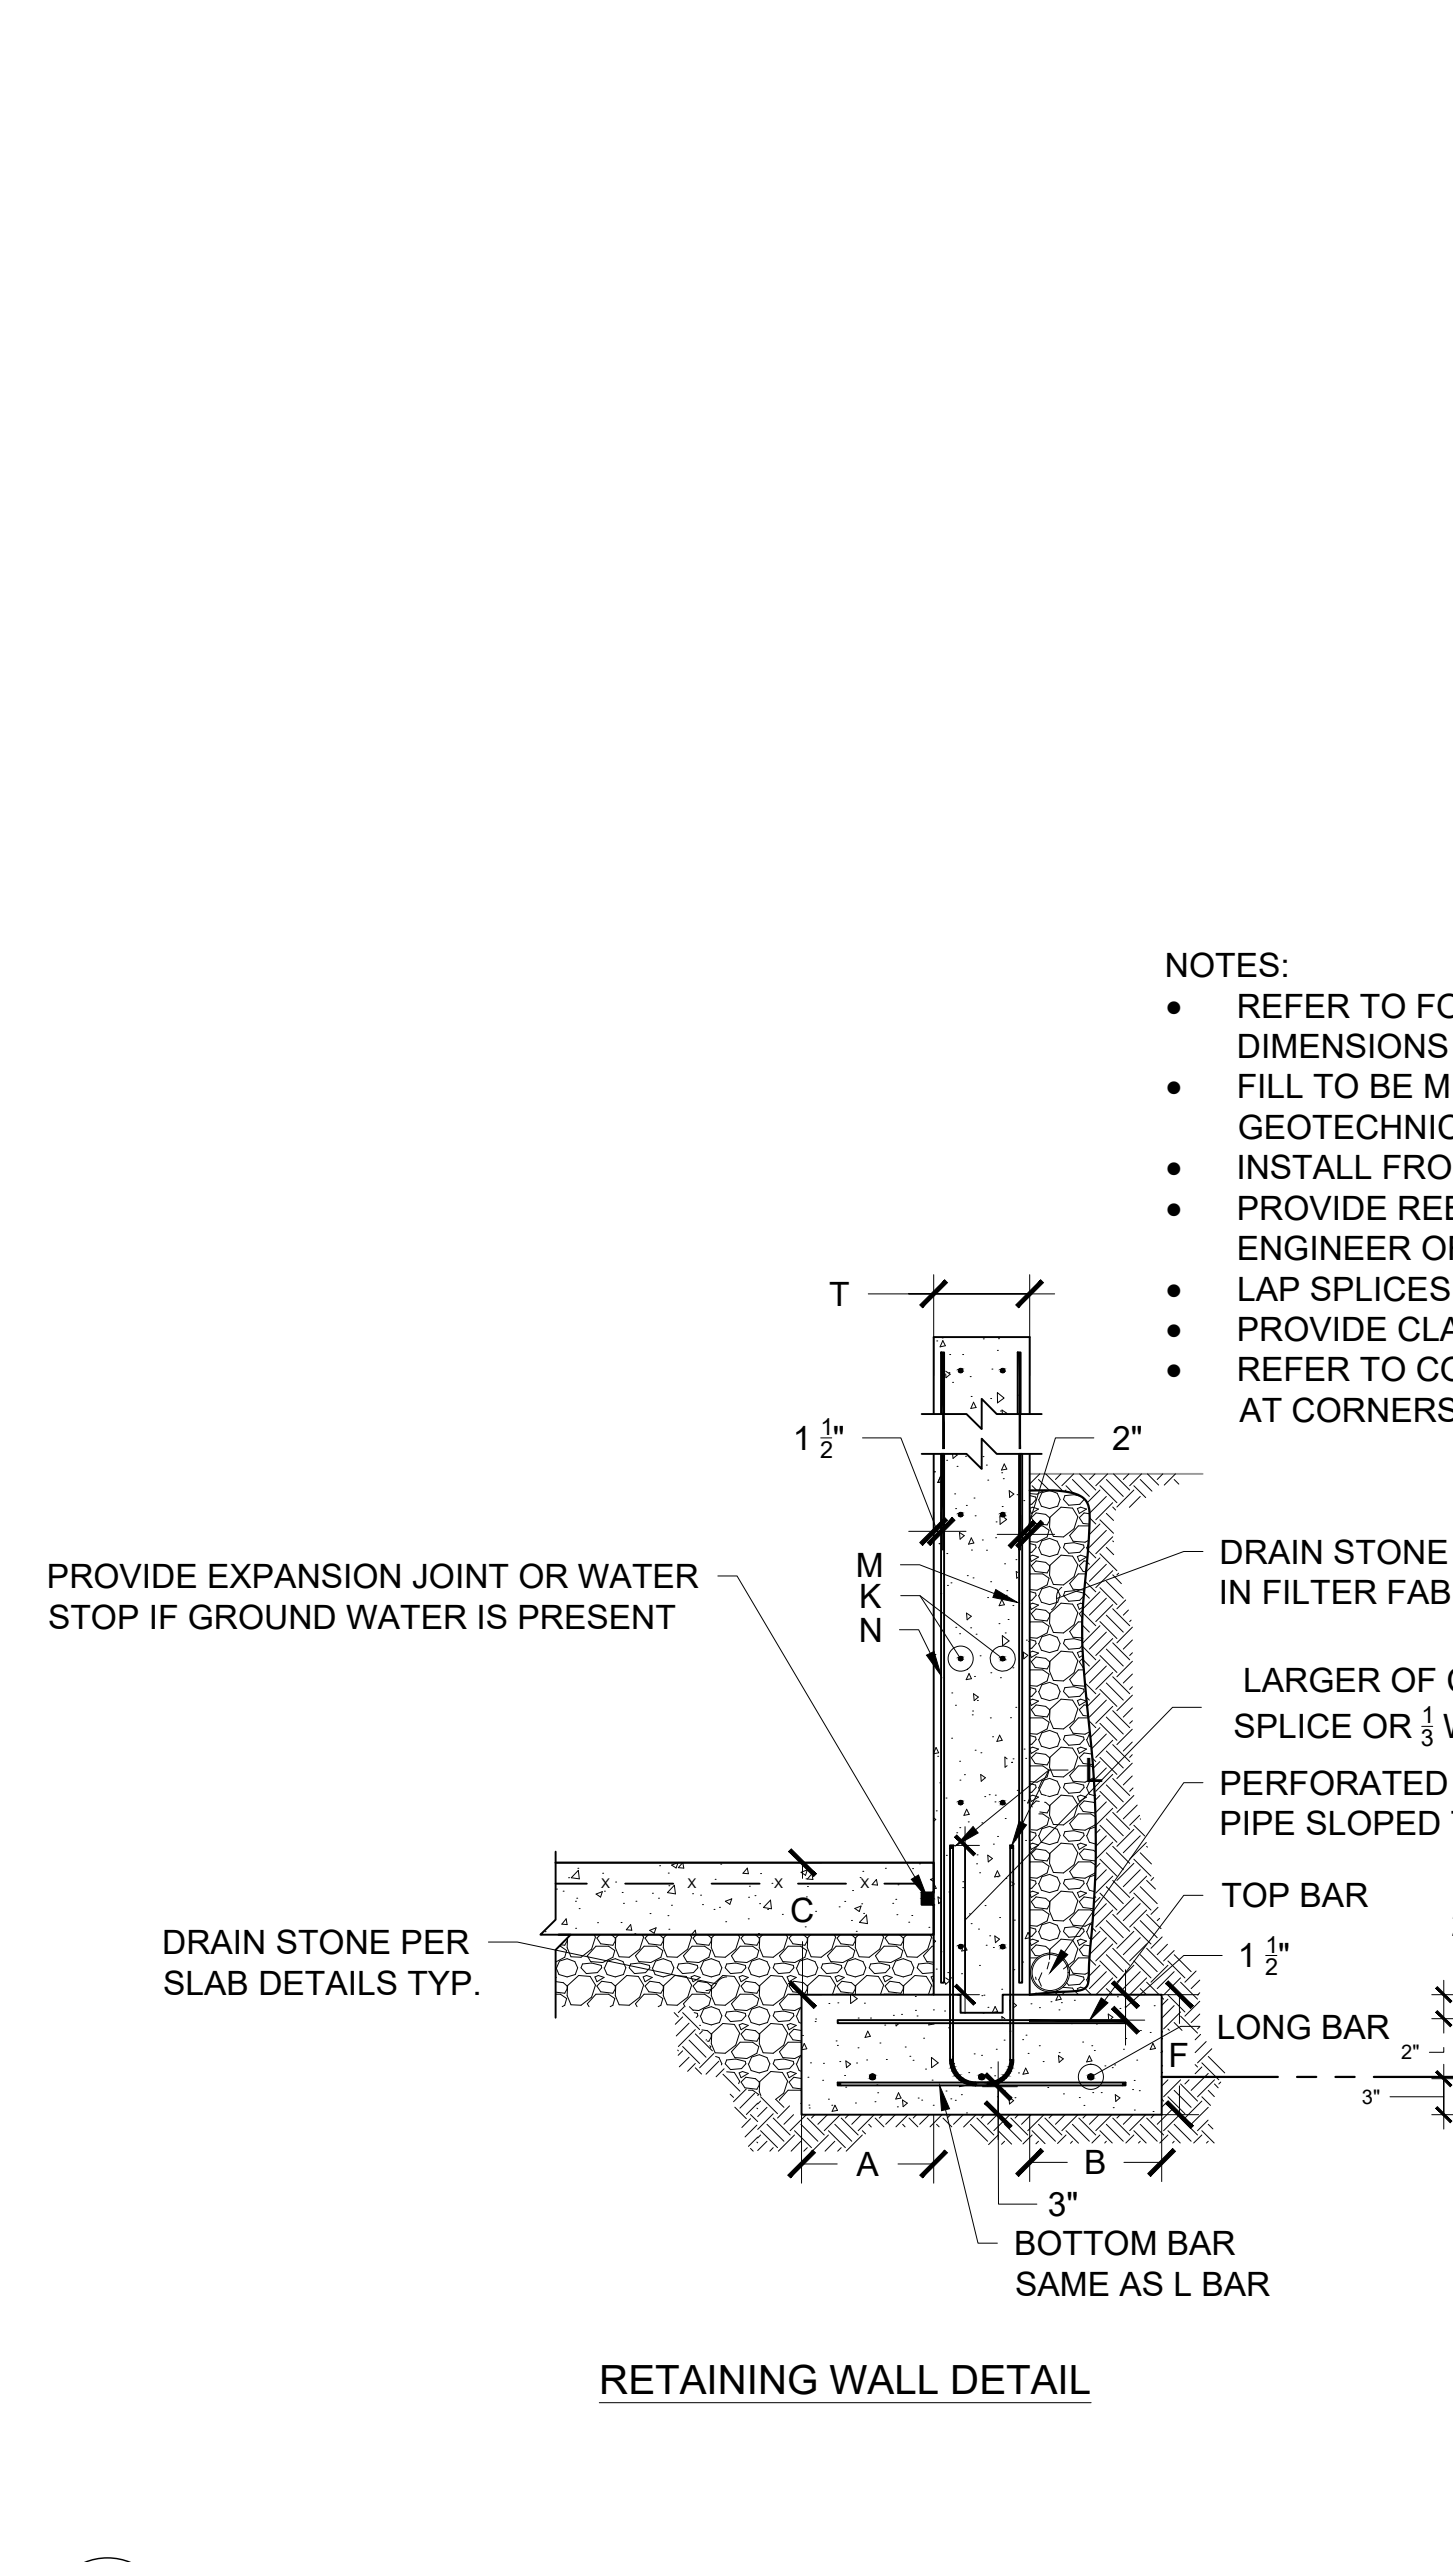 NOTES:
• REFER TO FO
DIMENSIONS
• FILL TO BE M
GEOTECHNIC
• INSTALL FRO
• PROVIDE REB
ENGINEER OR
• LAP SPLICES
• PROVIDE CLA
• REFER TO CO
AT CORNERS
T
1 1/2"
2"
PROVIDE EXPANSION JOINT OR WATER
STOP IF GROUND WATER IS PRESENT
M
K
N
DRAIN STONE
IN FILTER FAB
LARGER OF
SPLICE OR 1/3
L
PERFORATED
PIPE SLOPED
x x x x
C
TOP BAR
DRAIN STONE PER
SLAB DETAILS TYP.
1 1/2"
LONG BAR
F
2"
3"
A
B
3"
BOTTOM BAR
SAME AS L BAR
RETAINING WALL DETAIL